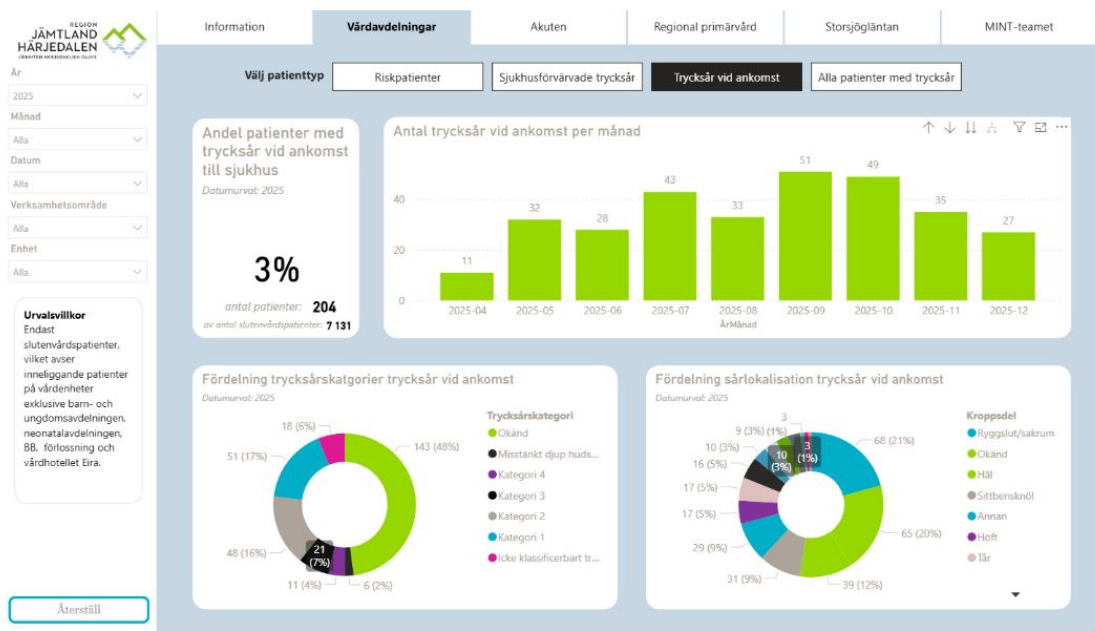 REGION
JÄMTLAND
HÄRJEDALEN
År
2025
Månad
Alla
Datum
Alla
Verksamhetsområde
Alla
Enhet
Alla
Urvalsvillkor
Endast
slutenvårdspatienter,
vilket avser
inneliggande patienter
på vårdenheter
exklusive barn- och
ungdomsavdelningen,
neonatalavdelningen,
BB, förlossning och
vårdhotellet Eira.
Återställ
Information
Vårdavdelningar
Akuten
Regional primärvård
Storsjögläntan
MINT-teamet
Välj patienttyp
Riskpatienter
Sjukhusförvärvade trycksår
Trycksår vid ankomst
Alla patienter med trycksår
Andel patienter med
trycksår vid ankomst
till sjukhus
Datumurval: 2025
3%
antal patienter: 204
av antal slutenvårdspatienter: 7 131
Antal trycksår vid ankomst per månad
40
20
0
11
32
28
43
33
51
49
35
27
2025-04
2025-05
2025-06
2025-07
2025-08
2025-09
2025-10
2025-11
2025-12
ÅrMånad
Fördelning trycksårskatgorier trycksår vid ankomst
Datumurval: 2025
18 (6%)
143 (48%)
51 (17%)
48 (16%)
21
(7%)
11 (4%)
6 (2%)
Trycksårskategori
Okänd
Misstänkt djup huds...
Kategori 4
Kategori 3
Kategori 2
Kategori 1
Icke klassificerbart tr...
Fördelning sårlokalisation trycksår vid ankomst
Datumurval: 2025
3
(1%)
9 (3%)
10 (3%)
10
(3%)
3
(1%)
68 (21%)
16 (5%)
17 (5%)
17 (5%)
65 (20%)
29 (9%)
31 (9%)
39 (12%)
Kroppsdel
Ryggslut/sakrum
Okänd
Häl
Sittbensknöl
Annan
Höft
Tår